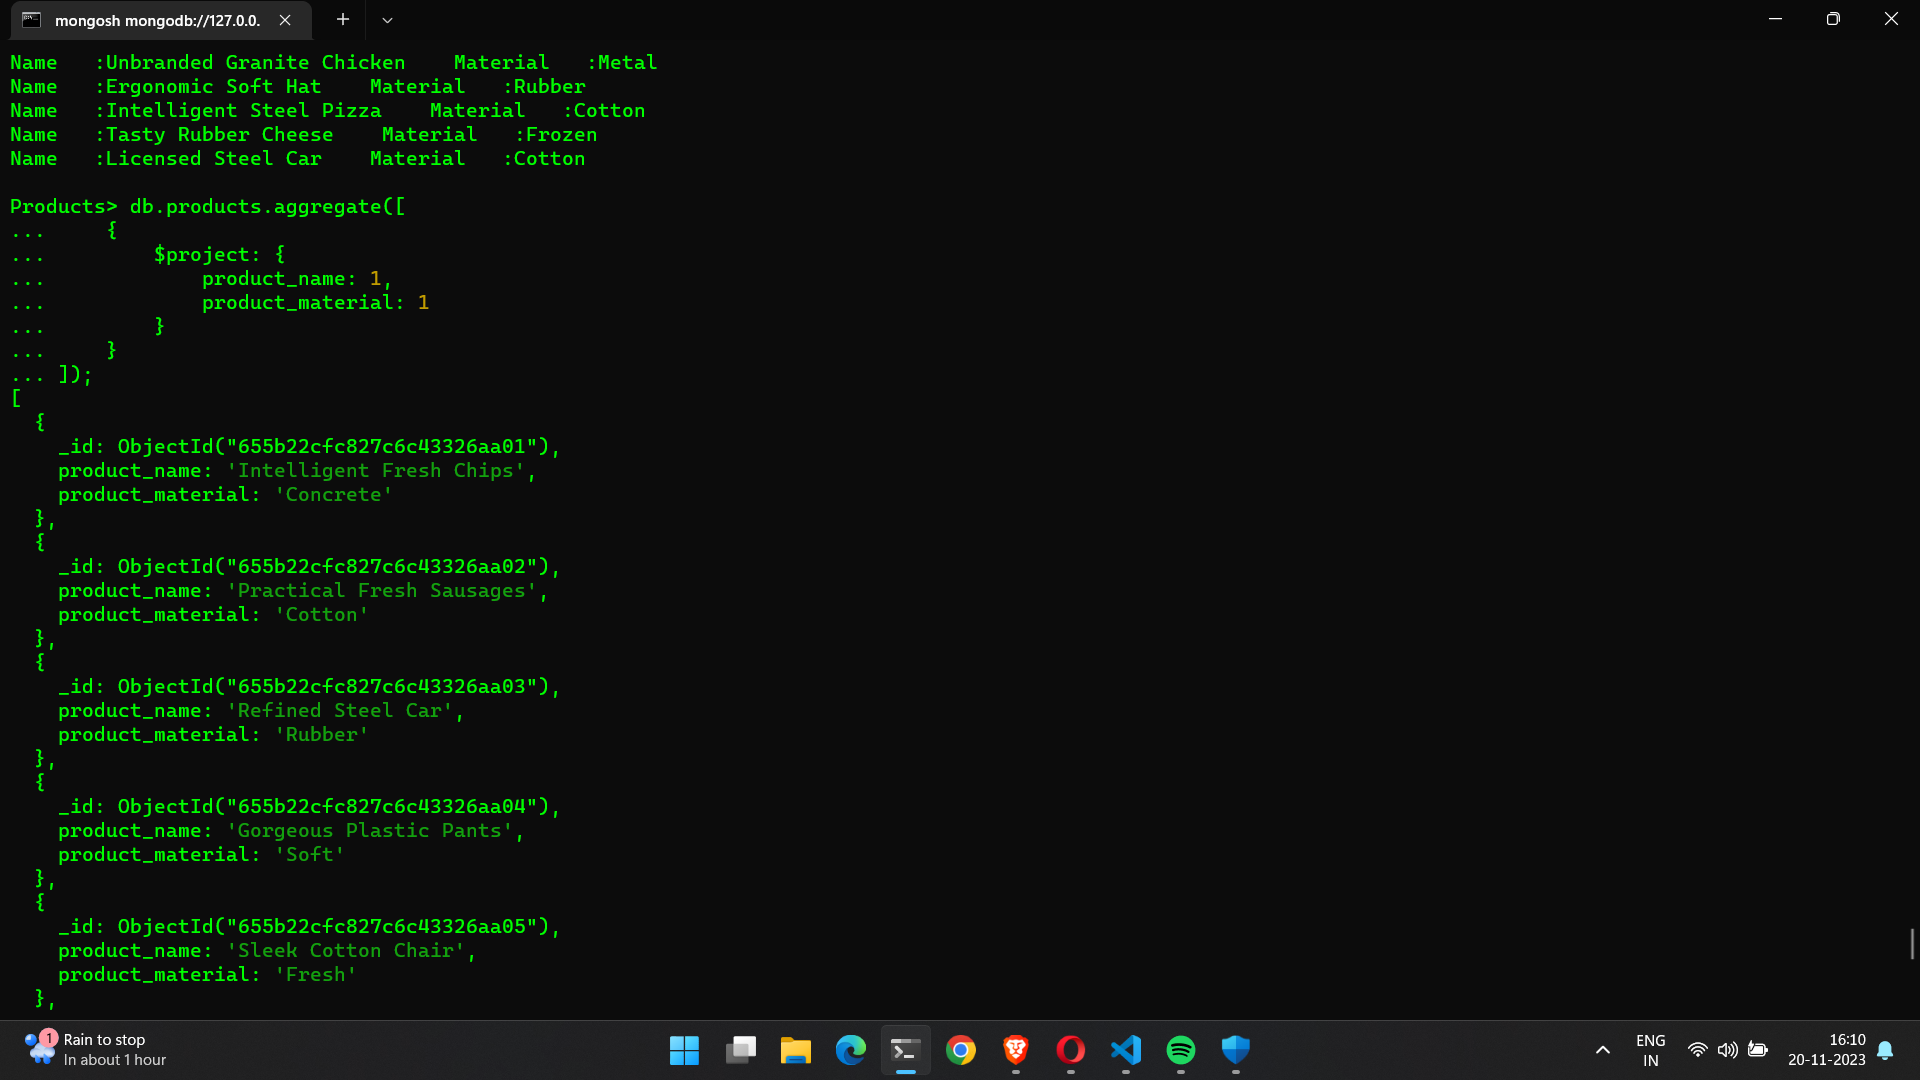 mongosh mongodb://127.0.0.
Name   :Unbranded Granite Chicken    Material   :Metal
Name   :Ergonomic Soft Hat    Material   :Rubber
Name   :Intelligent Steel Pizza    Material   :Cotton
Name   :Tasty Rubber Cheese    Material   :Frozen
Name   :Licensed Steel Car    Material   :Cotton
Products> db.products.aggregate([
...     {
...         $project: {
...             product_name: 1,
...             product_material: 1
...         }
...     }
... ]);
[
  {
    _id: ObjectId("655b22cfc827c6c43326aa01"),
    product_name: 'Intelligent Fresh Chips',
    product_material: 'Concrete'
  },
  {
    _id: ObjectId("655b22cfc827c6c43326aa02"),
    product_name: 'Practical Fresh Sausages',
    product_material: 'Cotton'
  },
  {
    _id: ObjectId("655b22cfc827c6c43326aa03"),
    product_name: 'Refined Steel Car',
    product_material: 'Rubber'
  },
  {
    _id: ObjectId("655b22cfc827c6c43326aa04"),
    product_name: 'Gorgeous Plastic Pants',
    product_material: 'Soft'
  },
  {
    _id: ObjectId("655b22cfc827c6c43326aa05"),
    product_name: 'Sleek Cotton Chair',
    product_material: 'Fresh'
  },
1
Rain to stop
In about 1 hour
ENG
IN
16:10
20-11-2023